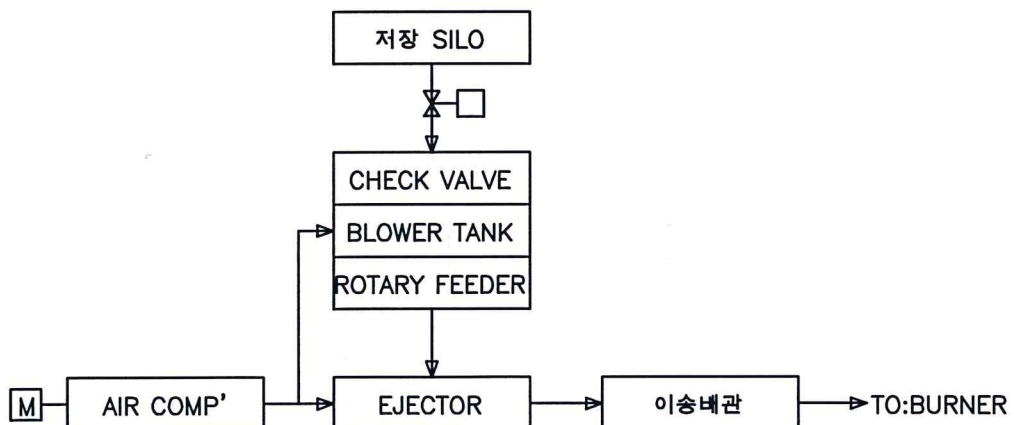 저장 SILO
CHECK VALVE
BLOWER TANK
ROTARY FEEDER
M
AIR COMP'
EJECTOR
이송배관
TO:BURNER